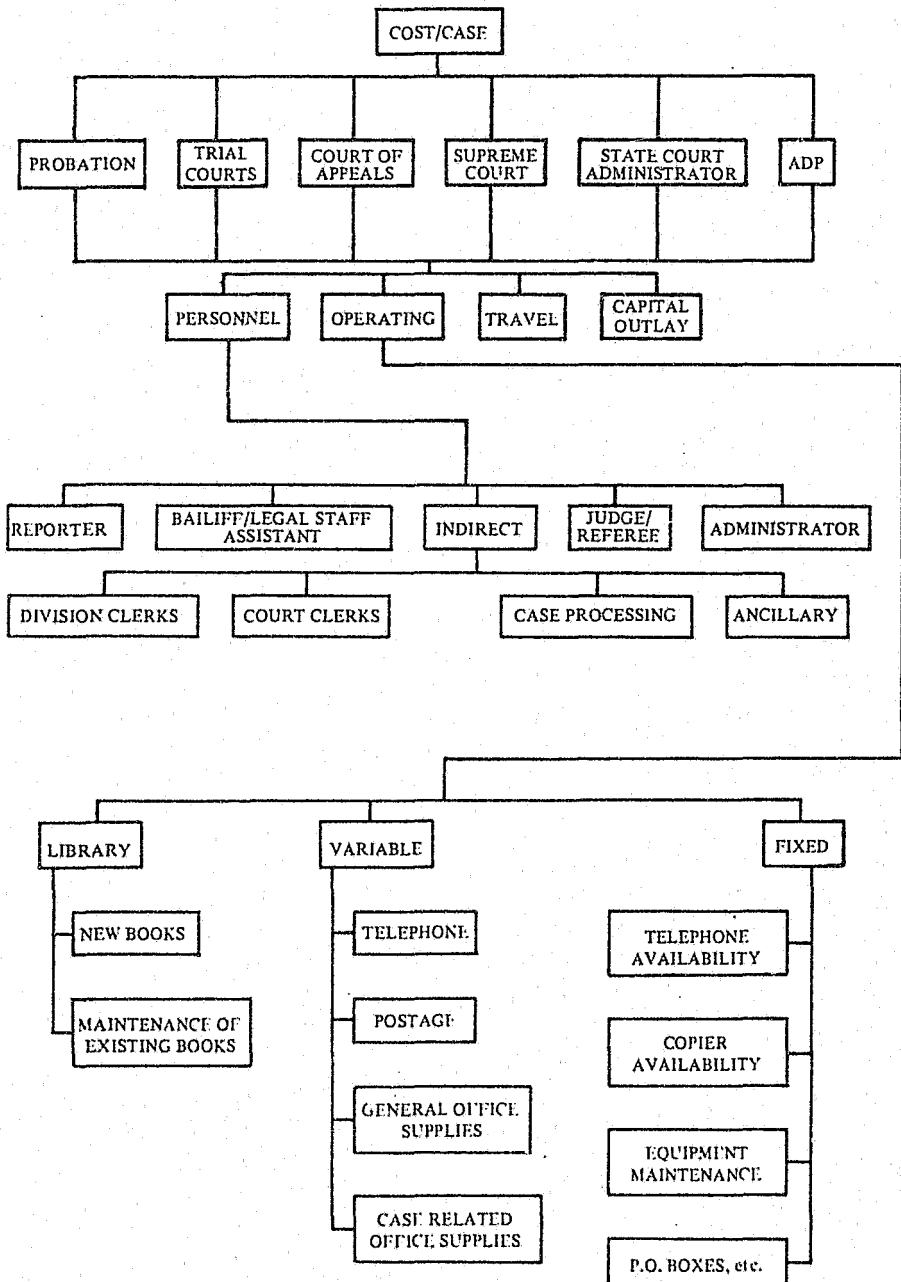 COST/CASE
PROBATION
TRIAL
COURTS
COURT OF
APPEALS
SUPREME
COURT
STATE COURT
ADMINISTRATOR
ADP
PERSONNEL
OPERATING
TRAVEL
CAPITAL
OUTLAY
REPORTER
BAILIFF/LEGAL STAFF
ASSISTANT
INDIRECT
JUDGE/
REFEREE
ADMINISTRATOR
DIVISION CLERKS
COURT CLERKS
CASE PROCESSING
ANCILLARY
LIBRARY
VARIABLE
FIXED
NEW BOOKS
MAINTENANCE OF
EXISTING BOOKS
TELEPHONE
POSTAGE
GENERAL OFFICE
SUPPLIES
CASE RELATED
OFFICE SUPPLIES
TELEPHONE
AVAILABILITY
COPIER
AVAILABILITY
EQUIPMENT
MAINTENANCE
P.O. BOXES, etc.